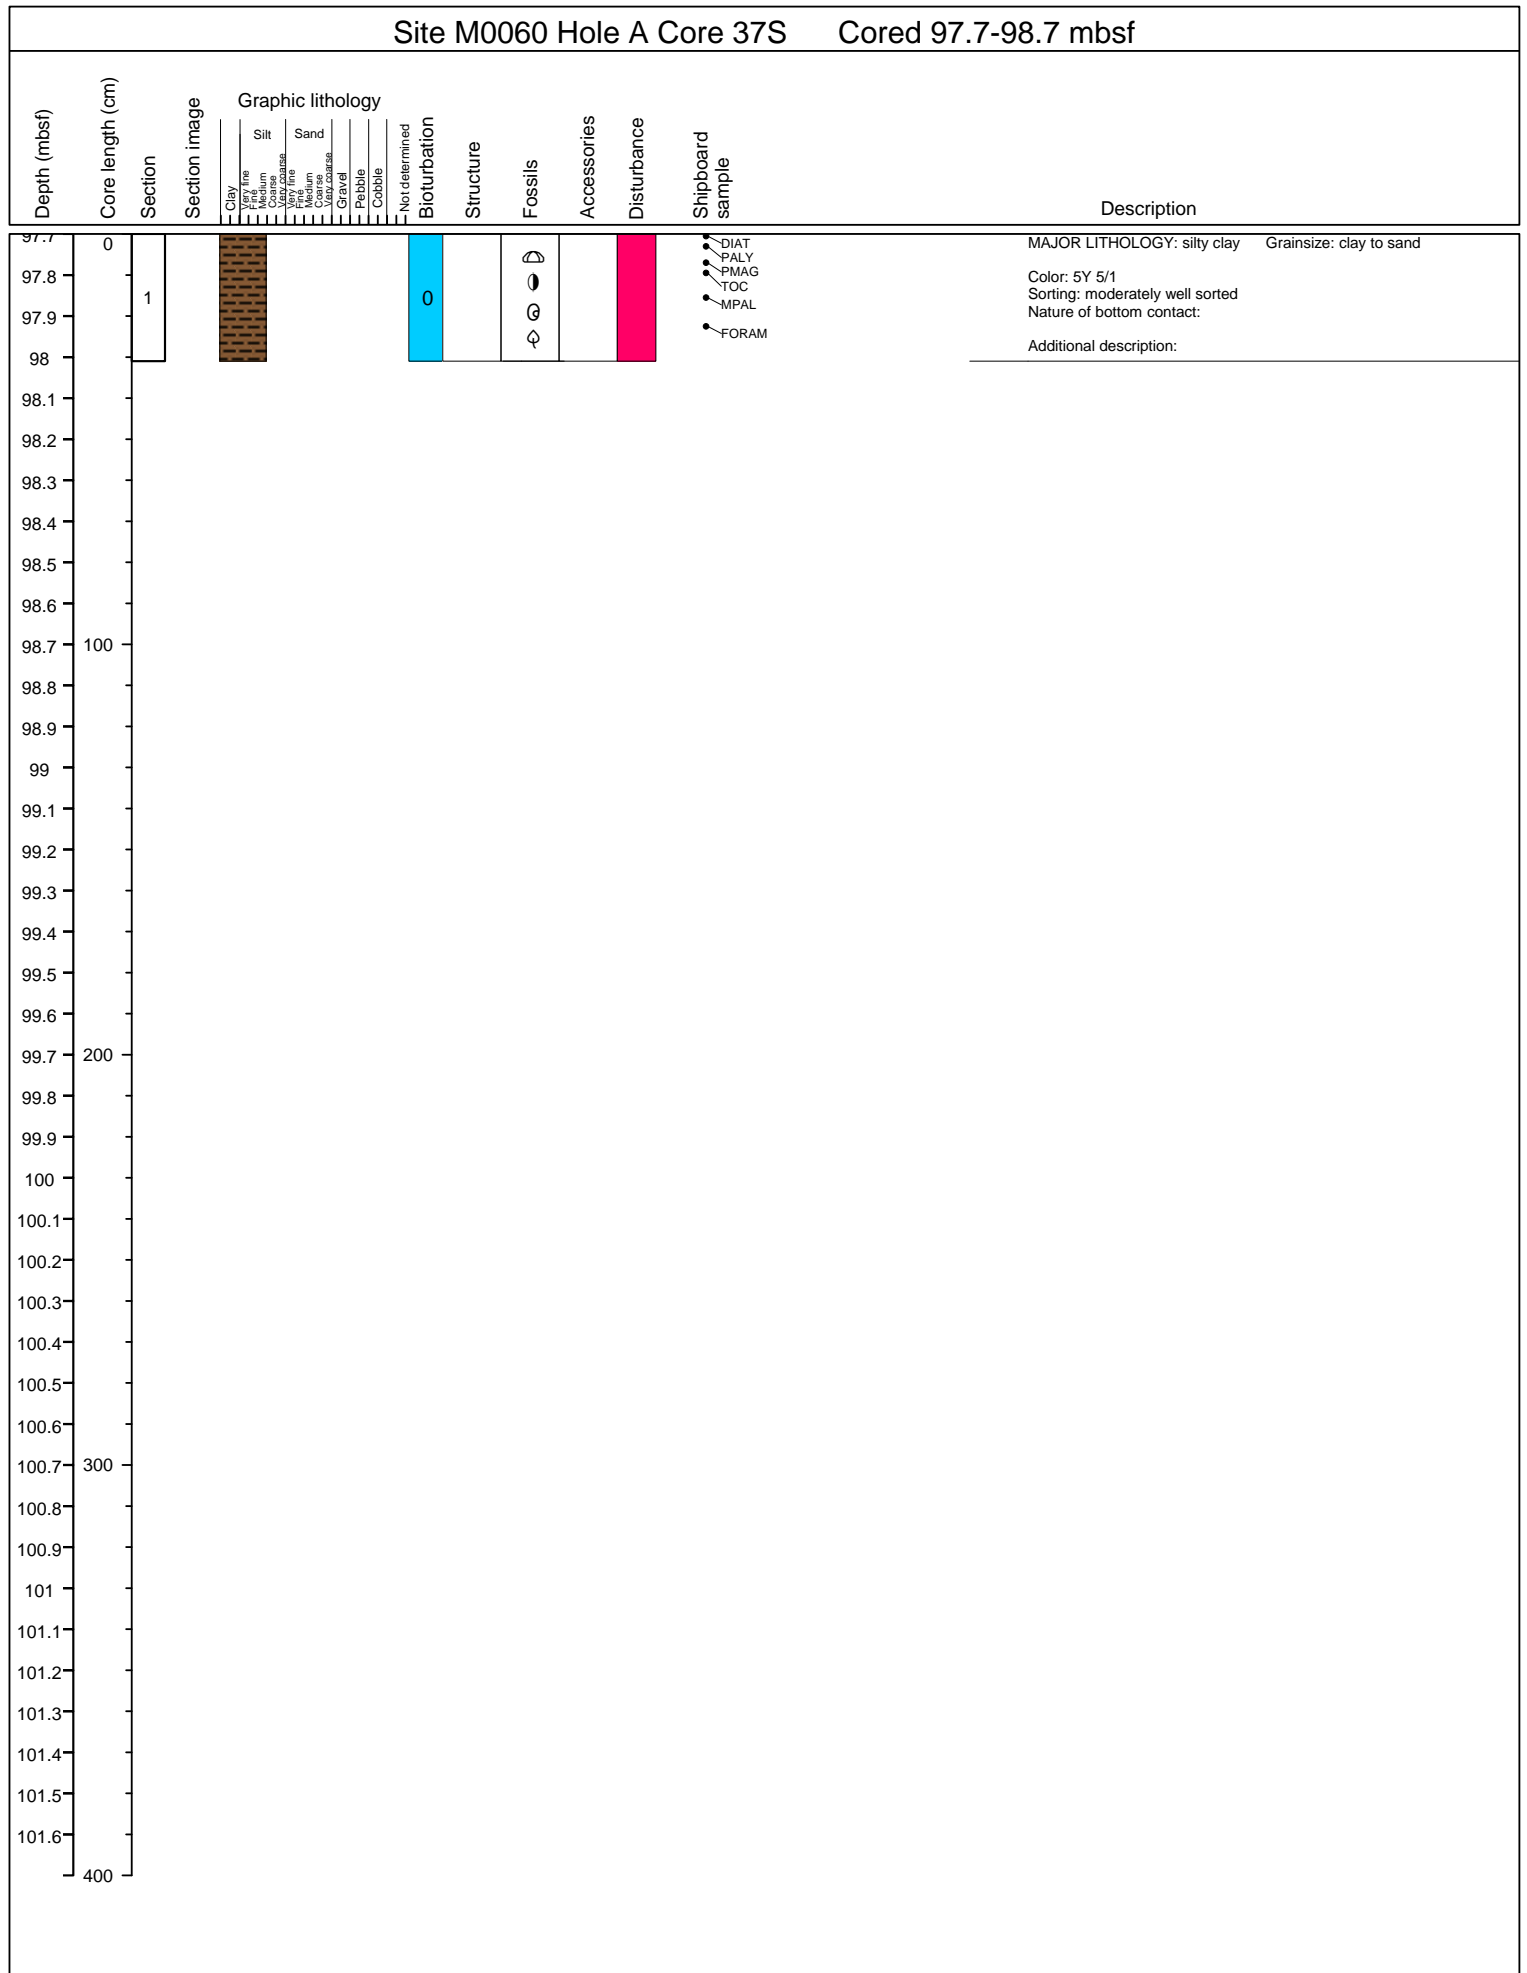 Site M0060 Hole A Core 37S Cored 97.7-98.7 mbsf
Depth (mbsf)
Core length (cm)
Section
Section image
Graphic lithology
Clay
Silt
Very fine
Fine
Medium
Coarse
Very coarse
Sand
Very fine
Fine
Medium
Coarse
Very coarse
Gravel
Pebble
Cobble
Not determined
Bioturbation
Structure
Fossils
Accessories
Disturbance
Shipboard
sample
Description
97.7
97.8
97.9
98
98.1
98.2
98.3
98.4
98.5
98.6
98.7
98.8
98.9
99
99.1
99.2
99.3
99.4
99.5
99.6
99.7
99.8
99.9
100
100.1
100.2
100.3
100.4
100.5
100.6
100.7
100.8
100.9
101
101.1
101.2
101.3
101.4
101.5
101.6
0
100
200
300
400
1
0
DIAT
PALY
PMAG
TOC
MPAL
FORAM
MAJOR LITHOLOGY: silty clay Grainsize: clay to sand
Color: 5Y 5/1
Sorting: moderately well sorted
Nature of bottom contact:
Additional description: